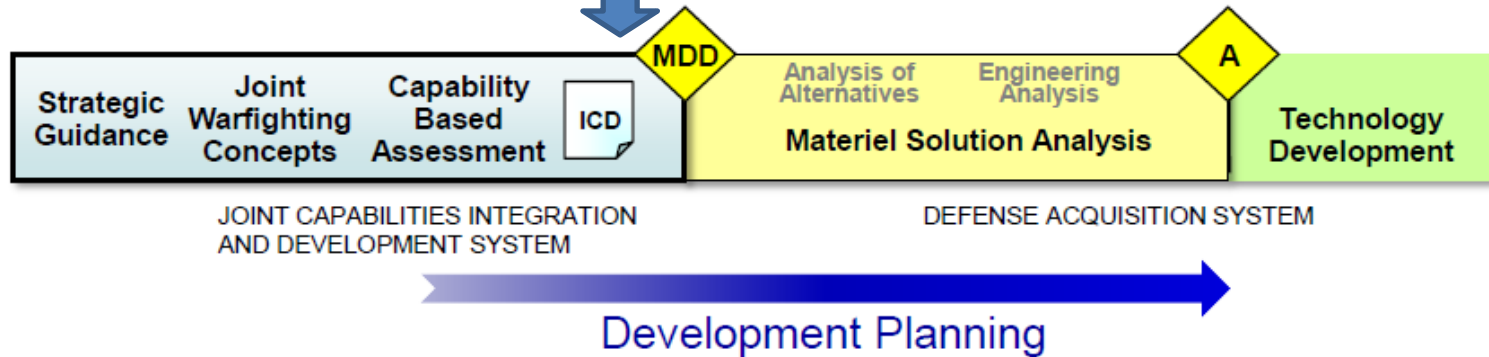 Strategic
Guidance
Joint
Warfighting
Concepts
Capability
Based
Assessment
ICD
MDD
Analysis of
Alternatives
Engineering
Analysis
Materiel Solution Analysis
A
Technology
Development
JOINT CAPABILITIES INTEGRATION
AND DEVELOPMENT SYSTEM
DEFENSE ACQUISITION SYSTEM
Development Planning